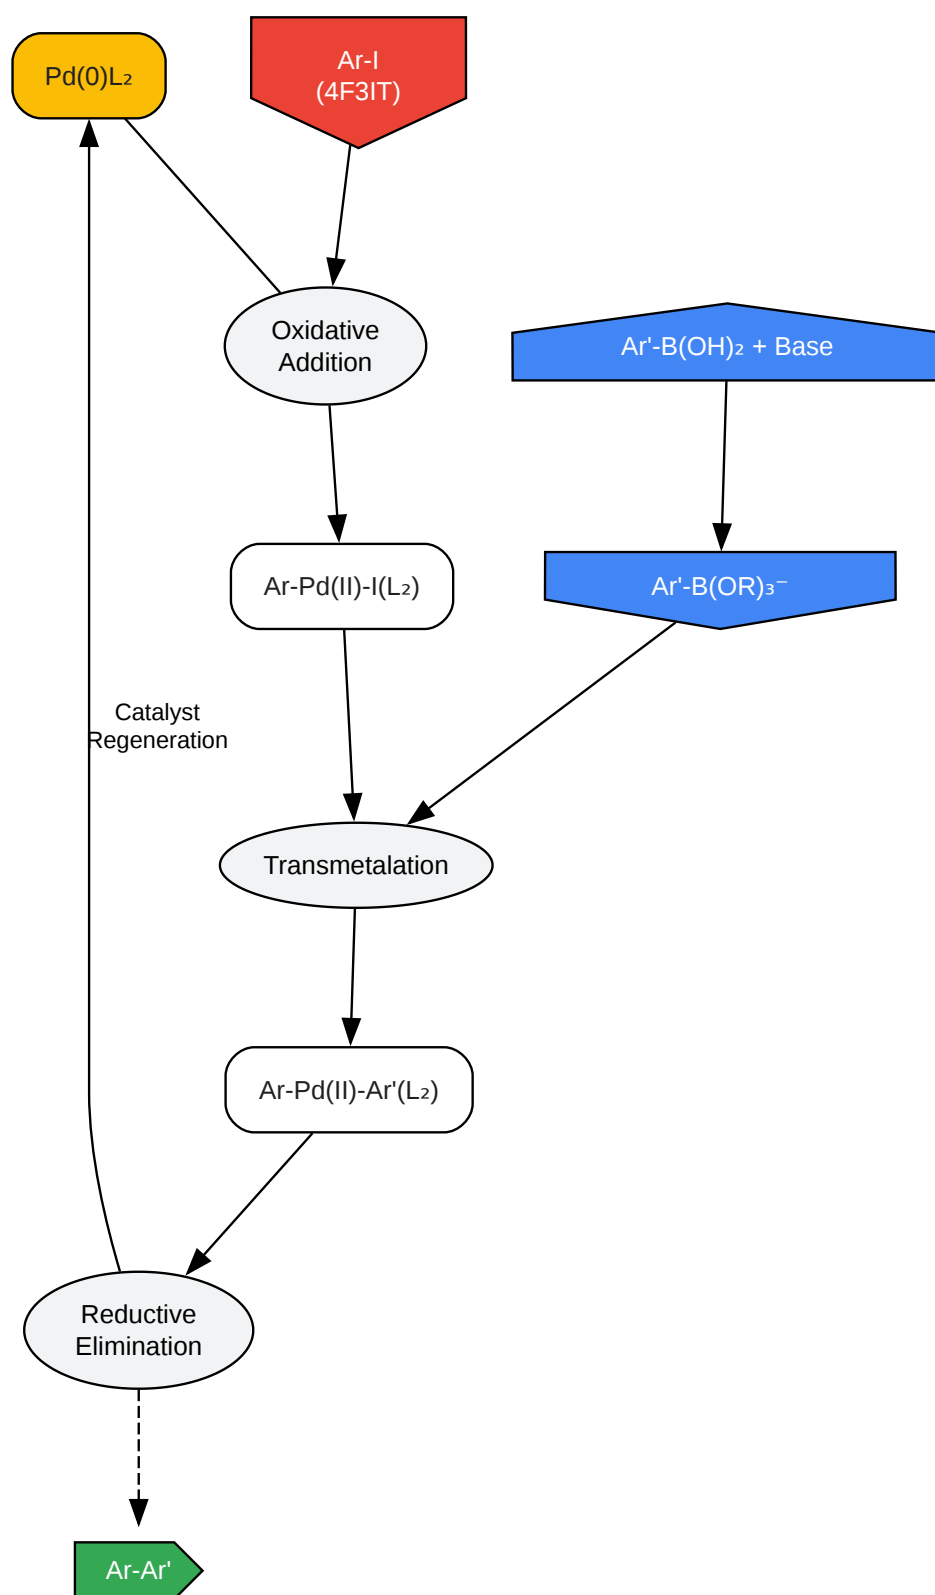 Pd(0)L₂
Ar-I
(4F3IT)
Oxidative
Addition
Ar'-B(OH)₂ + Base
Ar-Pd(II)-I(L₂)
Ar'-B(OR)₃⁻
Catalyst
Regeneration
Transmetalation
Ar-Pd(II)-Ar'(L₂)
Reductive
Elimination
Ar-Ar'